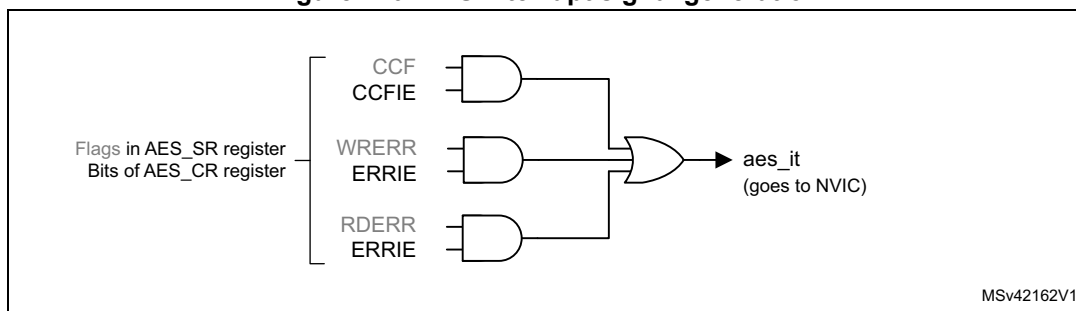 CCF
CCFIE
Flags in AES_SR register
Bits of AES_CR register
WRERR
ERRIE
RDERR
ERRIE
aes_it
(goes to NVIC)
MSv42162V1